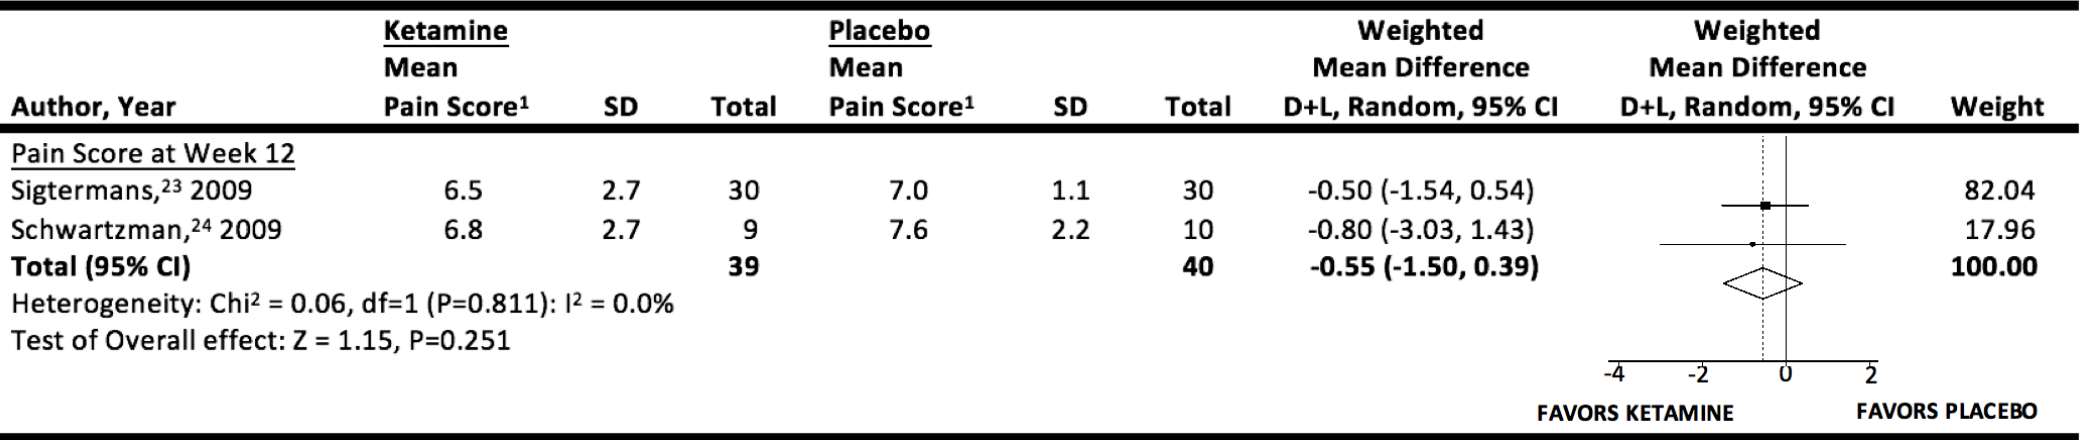 Ketamine Placebo Weighted Weighted
Mean Mean Mean Difference Mean Difference
Author, Year Pain Score¹ SD Total Pain Score¹ SD Total D+L, Random, 95% CI D+L, Random, 95% CI Weight
Pain Score at Week 12
Sigtermans,²³ 2009 6.5 2.7 30 7.0 1.1 30 -0.50 (-1.54, 0.54) 82.04
Schwartzman,²⁴ 2009 6.8 2.7 9 7.6 2.2 10 -0.80 (-3.03, 1.43) 17.96
Total (95% CI) 39 40 -0.55 (-1.50, 0.39) 100.00
Heterogeneity: Chi² = 0.06, df=1 (P=0.811): I² = 0.0%
Test of Overall effect: Z = 1.15, P=0.251
-4 -2 0 2
FAVORS KETAMINE FAVORS PLACEBO